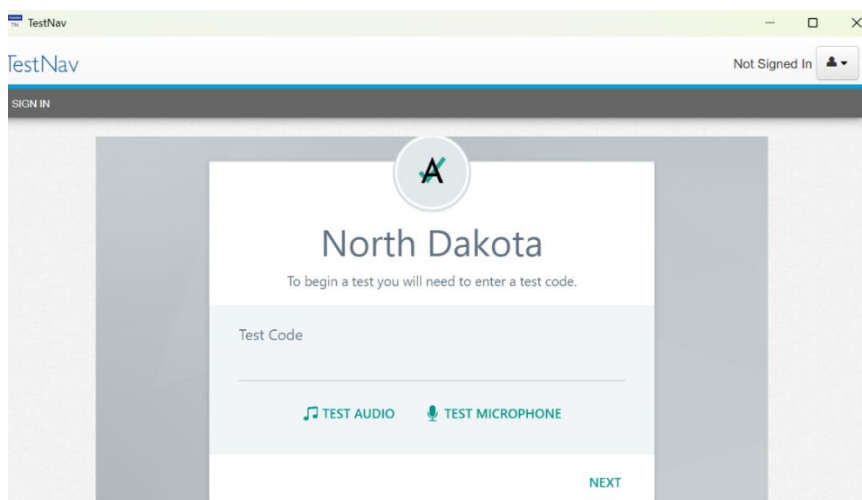 TestNav
TestNav
Not Signed In
SIGN IN
North Dakota
To begin a test you will need to enter a test code.
Test Code
TEST AUDIO
TEST MICROPHONE
NEXT